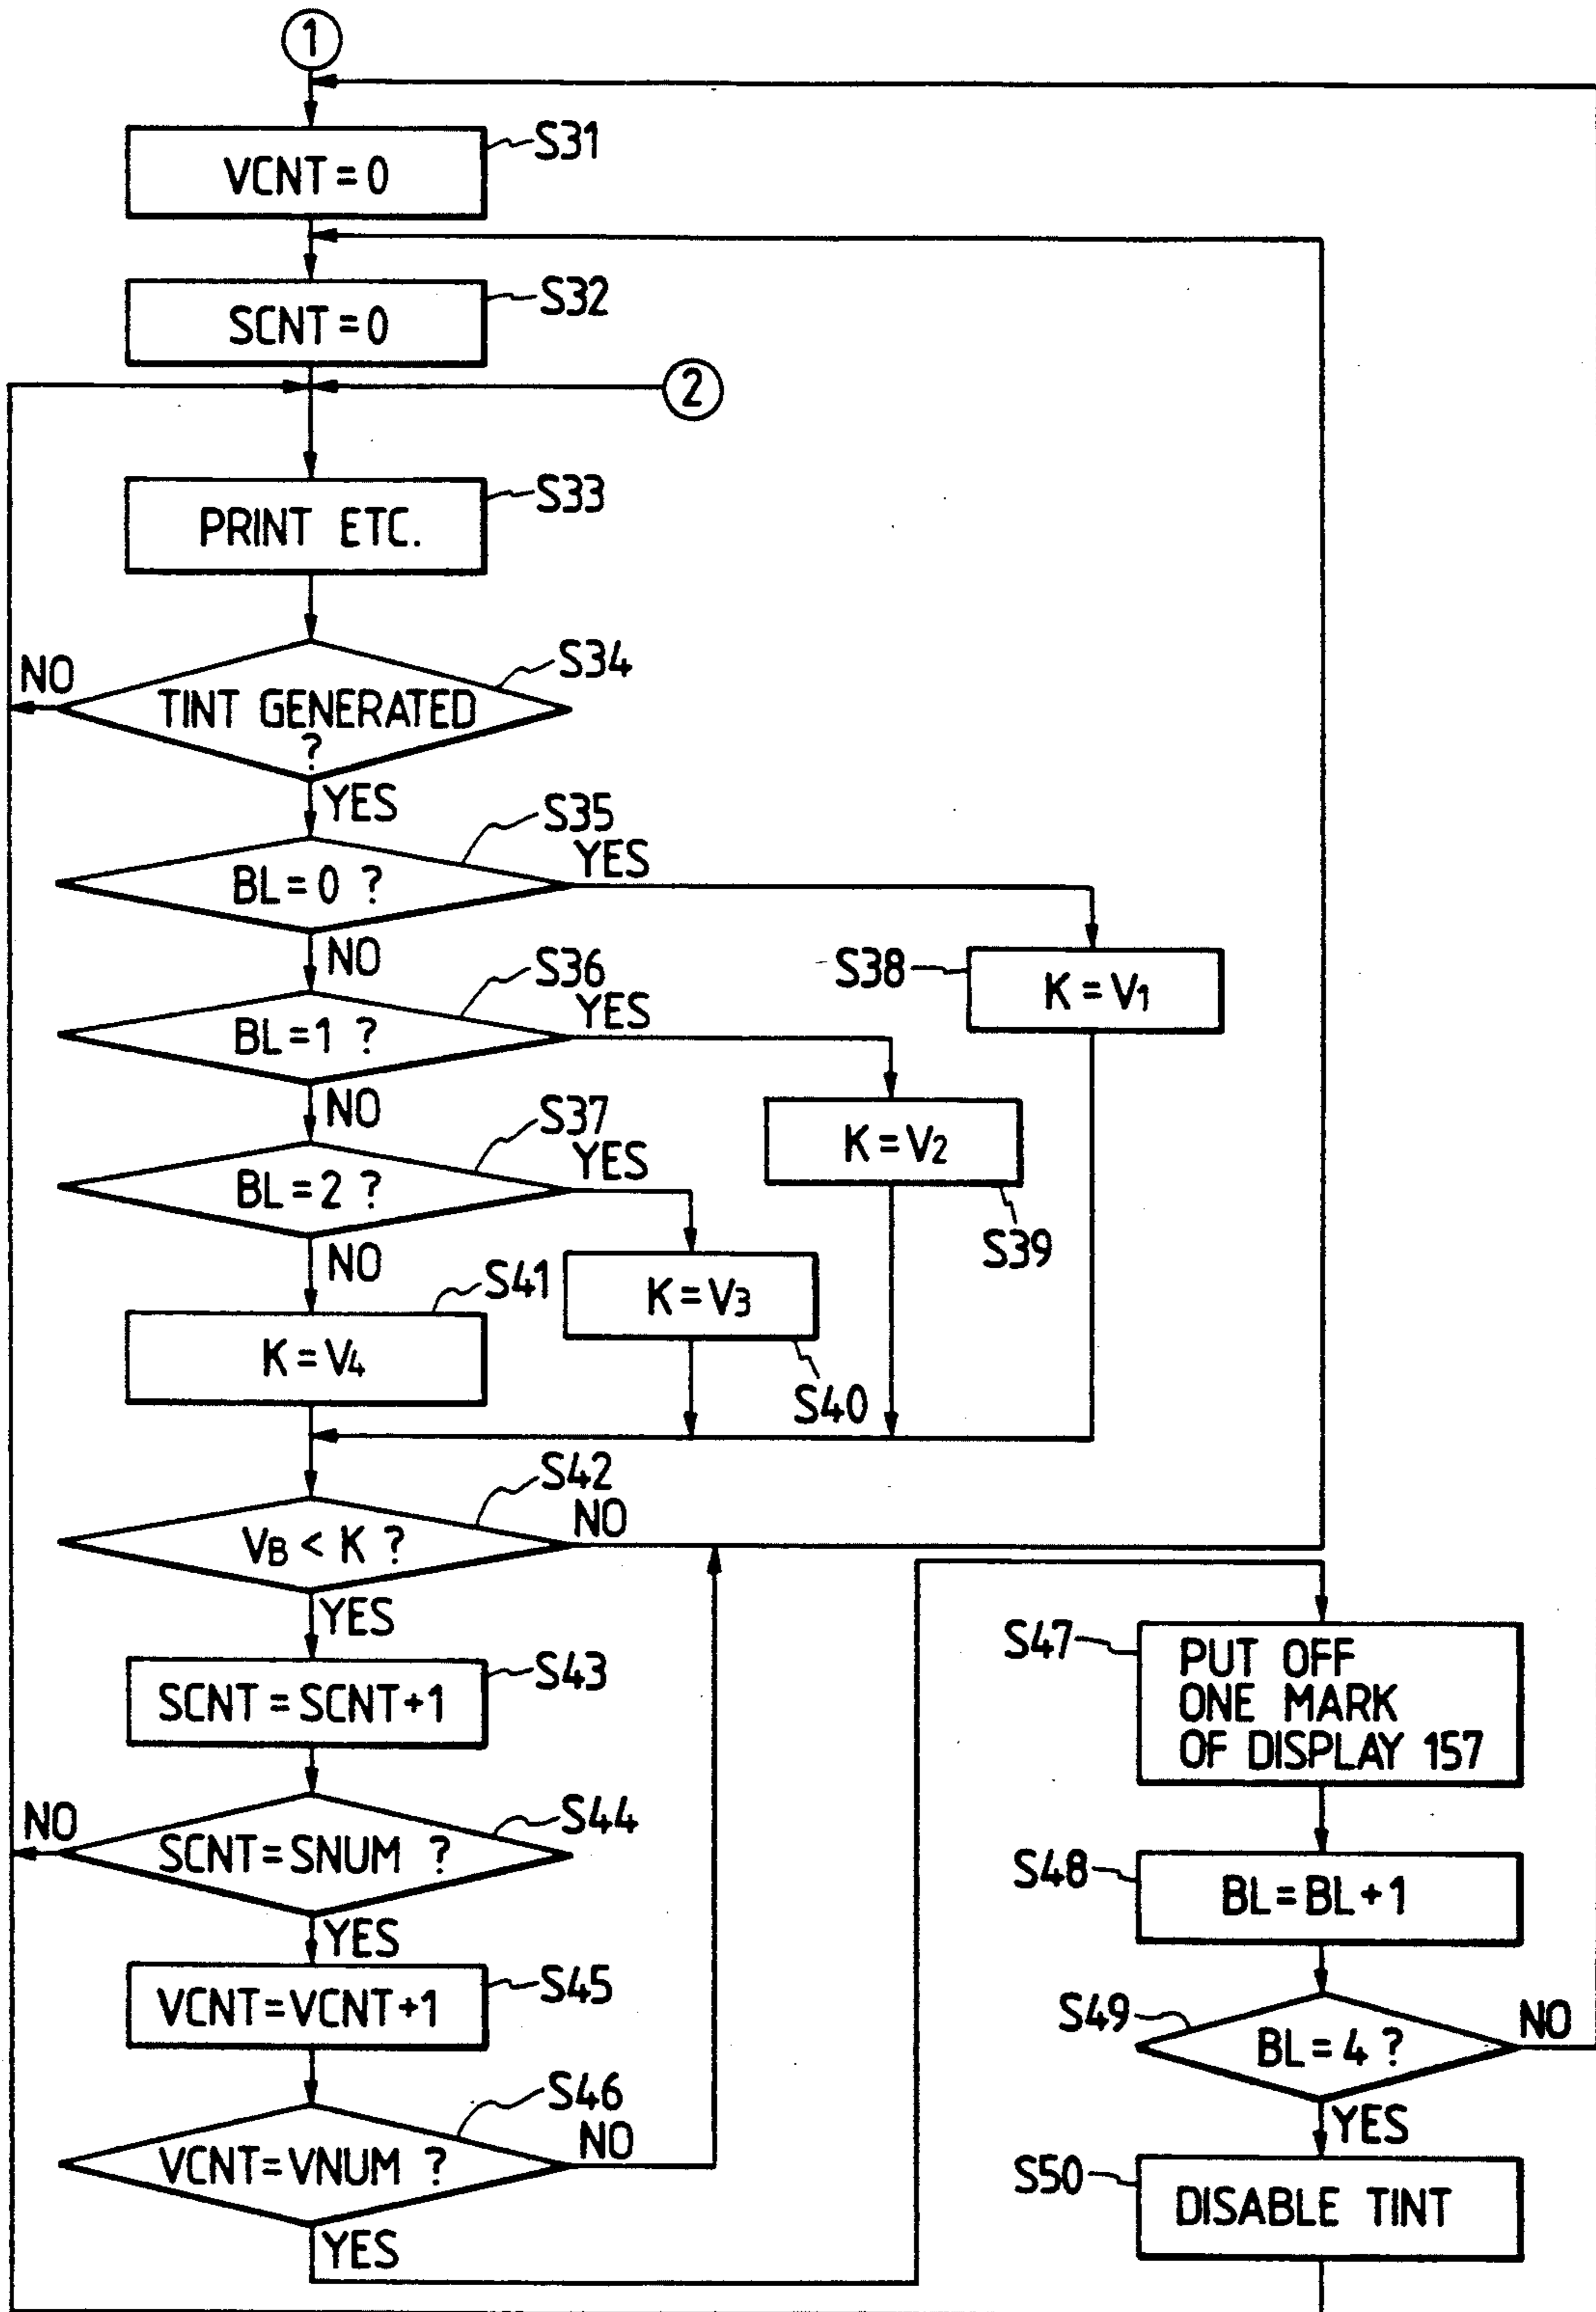 1
S31
VCNT=0
S32
SCNT=0
2
S33
PRINT ETC.
S34
NO
TINT GENERATED
?
YES
S35
YES
BL=0 ?
NO
S36
YES
BL=1 ?
S38
K=V1
NO
S37
YES
BL=2 ?
K=V2
S39
NO
S41
K=V4
K=V3
S40
S42
NO
VB < K ?
YES
S43
SCNT=SCNT+1
S44
NO
SCNT=SNUM ?
YES
S45
VCNT=VCNT+1
S46
NO
VCNT=VNUM ?
YES
S47
PUT OFF
ONE MARK
OF DISPLAY 157
S48
BL=BL+1
S49
NO
BL=4 ?
YES
S50
DISABLE TINT